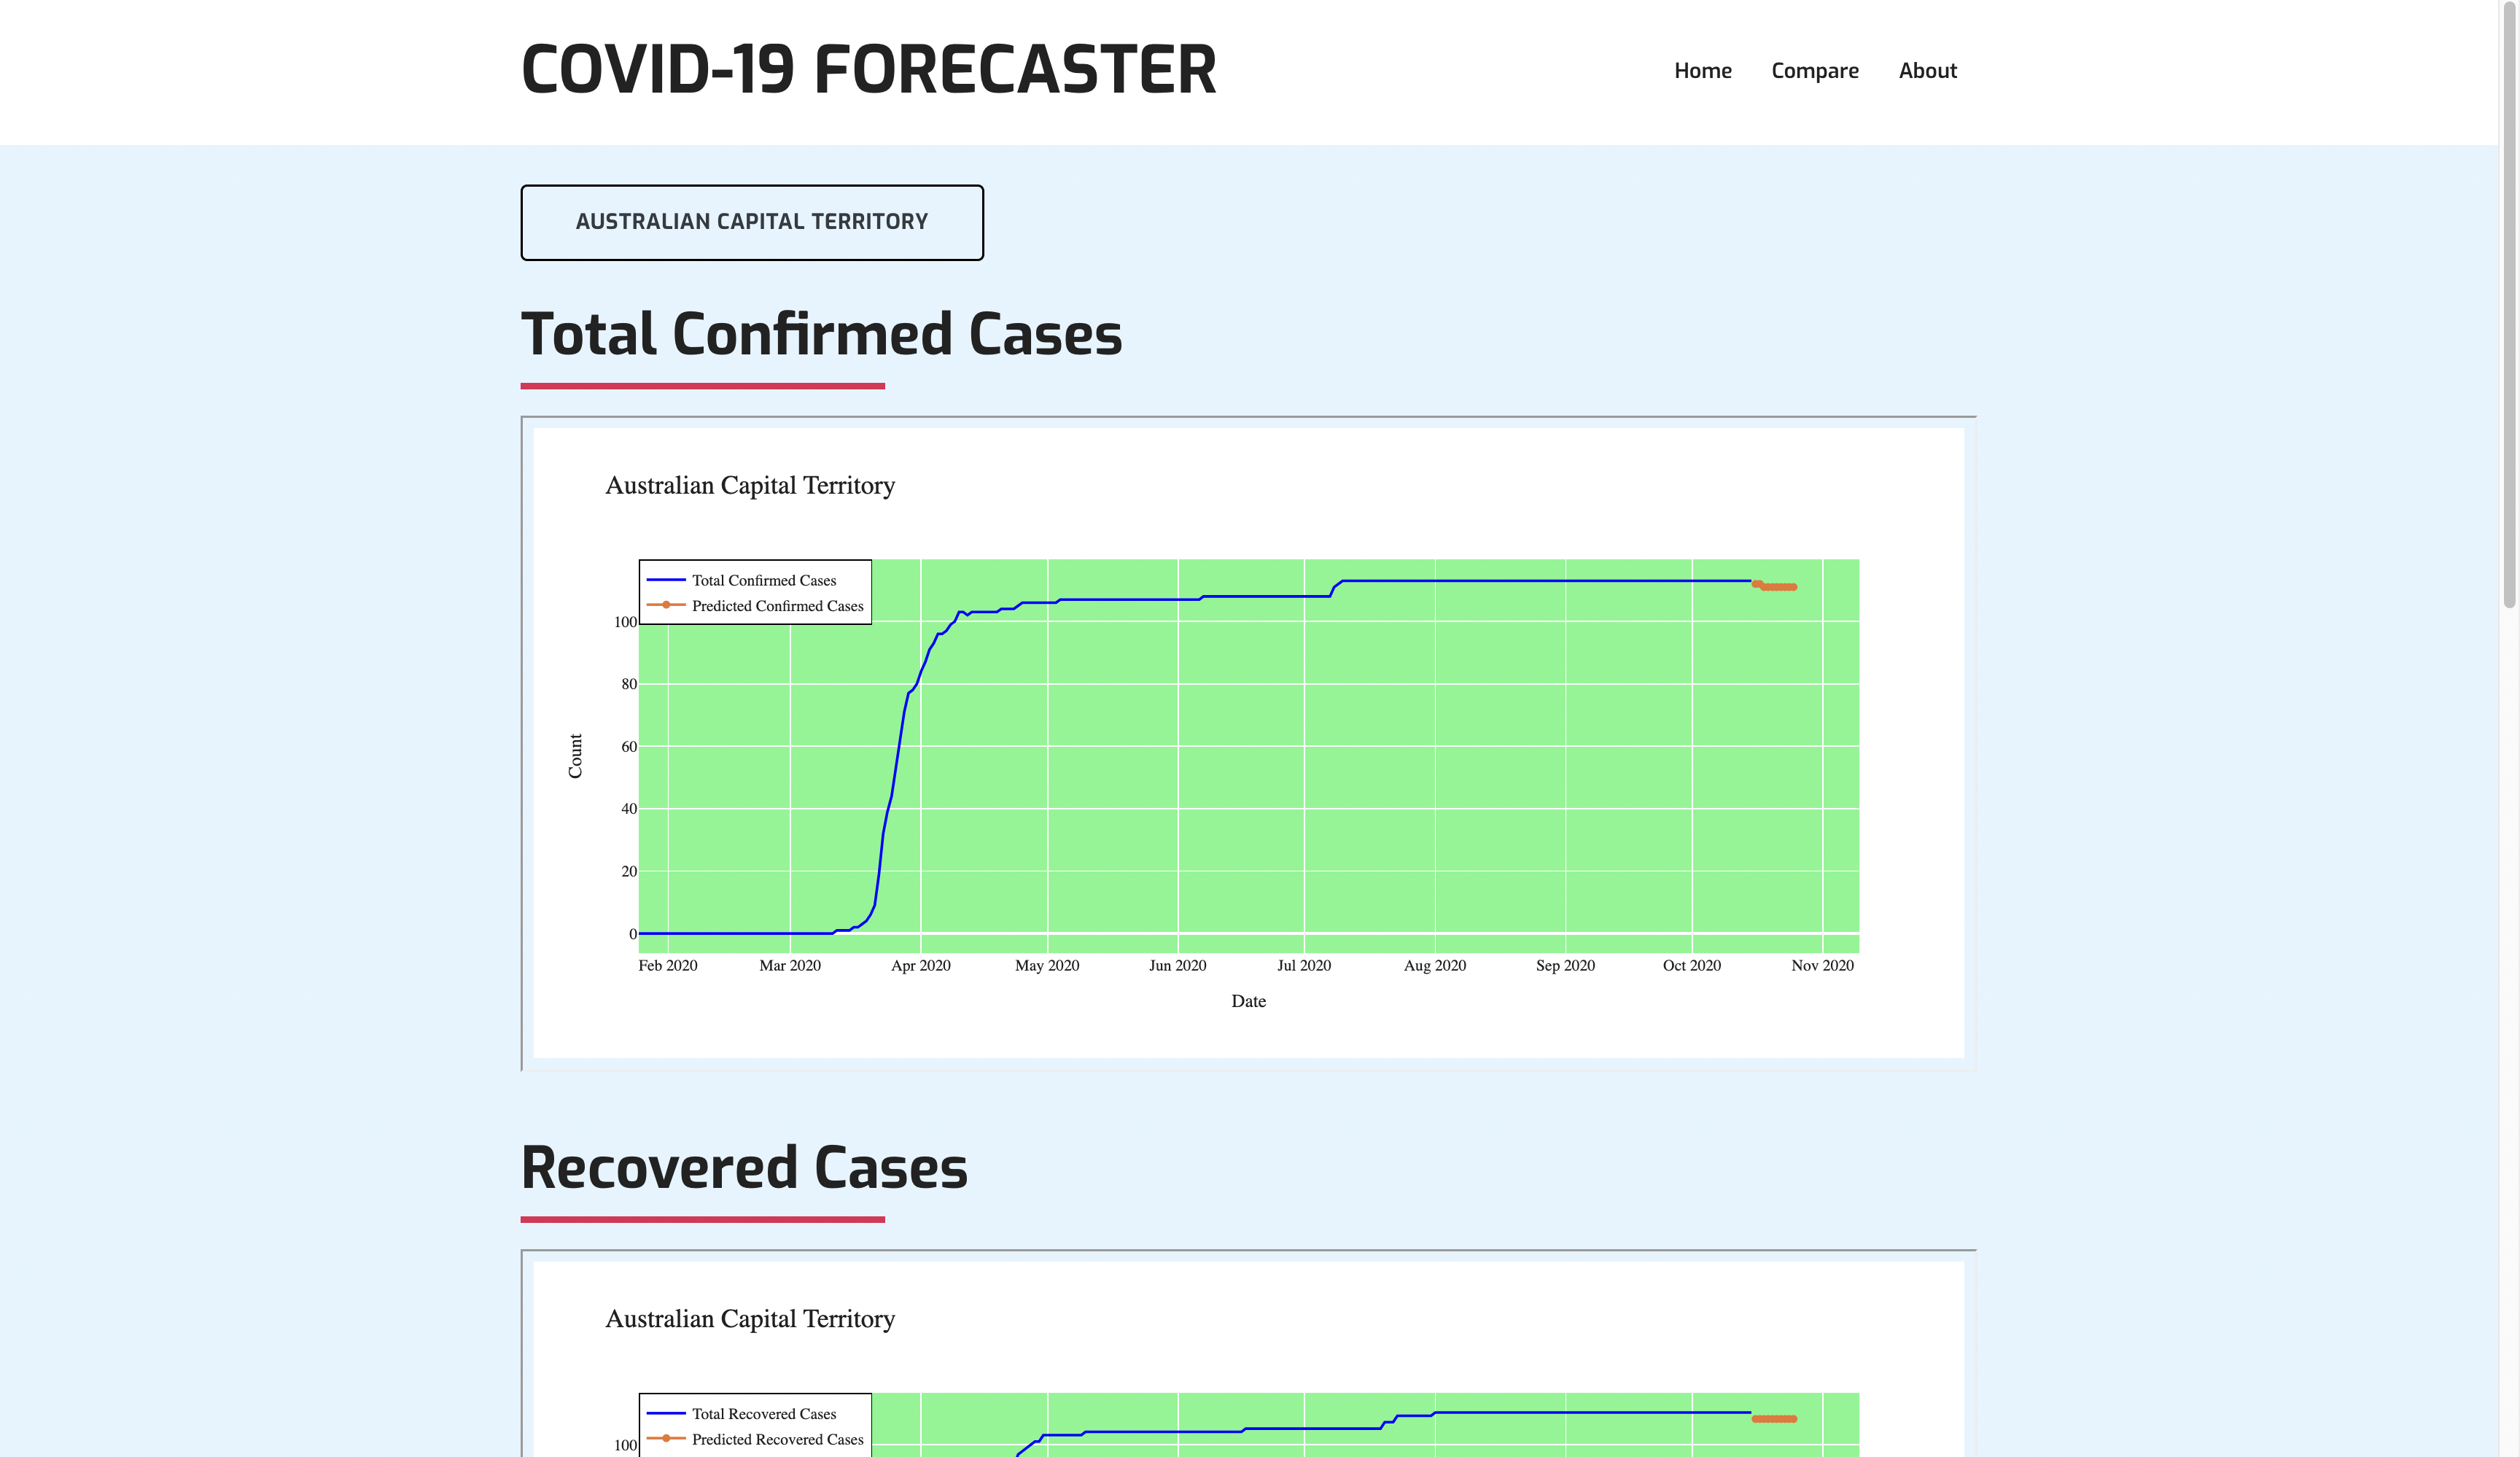 COVID-19 FORECASTER
Home Compare About
AUSTRALIAN CAPITAL TERRITORY
Total Confirmed Cases
Australian Capital Territory
Total Confirmed Cases
Predicted Confirmed Cases
100
80
60
40
20
0
Count
Feb 2020 Mar 2020 Apr 2020 May 2020 Jun 2020 Jul 2020 Aug 2020 Sep 2020 Oct 2020 Nov 2020
Date
Recovered Cases
Australian Capital Territory
Total Recovered Cases
Predicted Recovered Cases
100